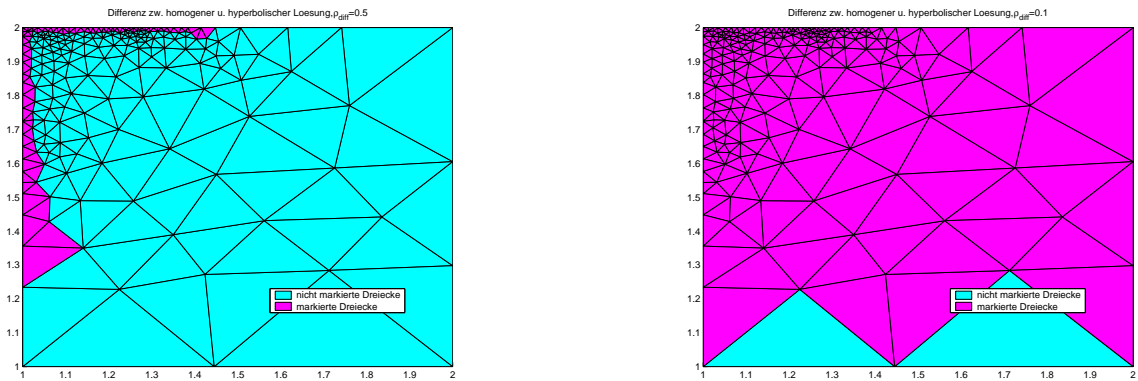 Differenz zw. homogener u. hyperbolischer Loesung,ρdiff=0.5
2
1.9
1.8
1.7
1.6
1.5
1.4
1.3
1.2
1.1
1
nicht markierte Dreiecke
markierte Dreiecke
1 1.1 1.2 1.3 1.4 1.5 1.6 1.7 1.8 1.9 2
Differenz zw. homogener u. hyperbolischer Loesung,ρdiff=0.1
2
1.9
1.8
1.7
1.6
1.5
1.4
1.3
1.2
1.1
1
nicht markierte Dreiecke
markierte Dreiecke
1 1.1 1.2 1.3 1.4 1.5 1.6 1.7 1.8 1.9 2